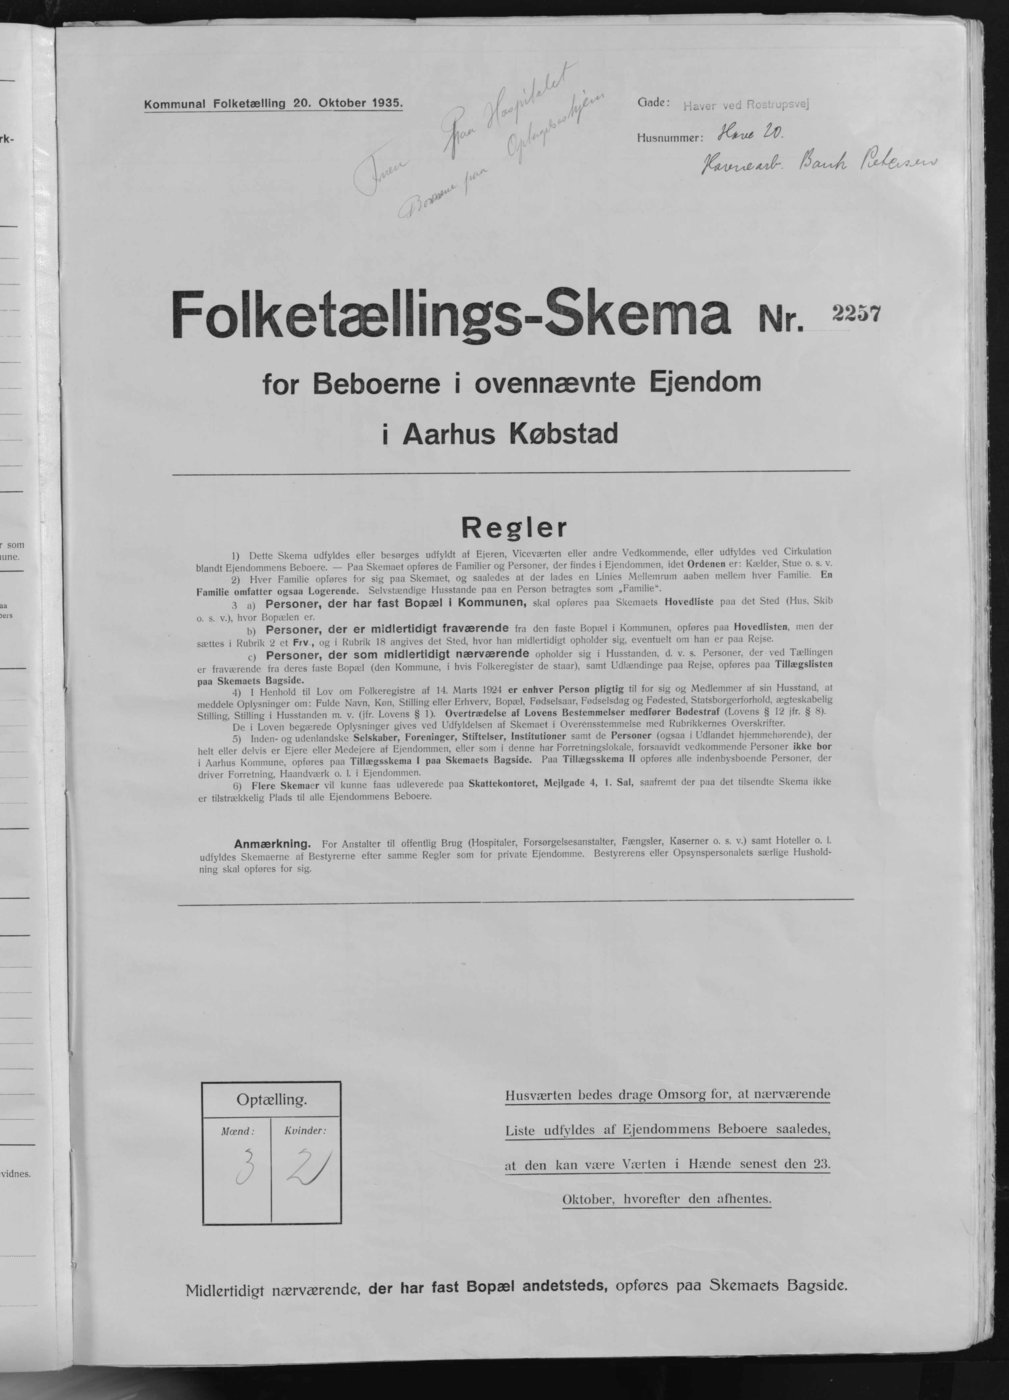 Kommunal Folketælling 20. Oktober 1935.
Fruen fra Hospitalet
Børnene fra Optagelseshjem
Gade: Haver ved Rostrupsvej
Husnummer: Have 20.
Havnearb. Bank Petersen
Folketællings-Skema Nr. 2257
for Beboerne i ovennævnte Ejendom
i Aarhus Købstad
Regler
1) Dette Skema udfyldes eller besørges udfyldt af Ejeren, Viceværten eller andre Vedkommende, eller udfyldes ved Cirkulation
blandt Ejendommens Beboere. — Paa Skemaet opføres de Familier og Personer, der findes i Ejendommen, idet Ordenen er: Kælder, Stue o. s. v.
2) Hver Familie opføres for sig paa Skemaet, og saaledes at der lades en Linies Mellemrum aaben mellem hver Familie. En
Familie omfatter ogsaa Logerende. Selvstændige Husstande paa en Person betragtes som „Familie“.
3 a) Personer, der har fast Bopæl i Kommunen, skal opføres paa Skemaets Hovedliste paa det Sted (Hus, Skib
o. s. v.), hvor Bopælen er.
b) Personer, der er midlertidigt fraværende fra den faste Bopæl i Kommunen, opføres paa Hovedlisten, men der
sættes i Rubrik 2 et Frv., og i Rubrik 18 angives det Sted, hvor han midlertidigt opholder sig, eventuelt om han er paa Rejse.
c) Personer, der som midlertidigt nærværende opholder sig i Husstanden, d. v. s. Personer, der ved Tællingen
er fraværende fra deres faste Bopæl (den Kommune, i hvis Folkeregister de staar), samt Udlændinge paa Rejse, opføres paa Tillægslisten
paa Skemaets Bagside.
4) I Henhold til Lov om Folkeregistre af 14. Marts 1924 er enhver Person pligtig til for sig og Medlemmer af sin Husstand, at
meddele Oplysninger om: Fulde Navn, Køn, Stilling eller Erhverv, Bopæl, Fødselsaar, Fødselsdag og Fødested, Statsborgerforhold, ægteskabelig
Stilling, Stilling i Husstanden m. v. (jfr. Lovens § 1). Overtrædelse af Lovens Bestemmelser medfører Bødestraf (Lovens § 12 jfr. § 8).
De i Loven begærede Oplysninger gives ved Udfyldelsen af Skemaet i Overensstemmelse med Rubrikkernes Overskrifter.
5) Inden- og udenlandske Selskaber, Foreninger, Stiftelser, Institutioner samt de Personer (ogsaa i Udlandet hjemmehørende), der
helt eller delvis er Ejere eller Medejere af Ejendommen, eller som i denne har Forretningslokale, forsaavidt vedkommende Personer ikke bor
i Aarhus Kommune, opføres paa Tillægsskema I paa Skemaets Bagside. Paa Tillægsskema II opføres alle indenbysboende Personer, der
driver Forretning, Haandværk o. l. i Ejendommen.
6) Flere Skemaer vil kunne faas udleverede paa Skattekontoret, Mejlgade 4, 1. Sal, saafremt der paa det tilsendte Skema ikke
er tilstrækkelig Plads til alle Ejendommens Beboere.
Anmærkning. For Anstalter til offentlig Brug (Hospitaler, Forsørgelsesanstalter, Fængsler, Kaserner o. s. v.) samt Hoteller o. l.
udfyldes Skemaerne af Bestyrerne efter samme Regler som for private Ejendomme. Bestyrerens eller Opsynspersonalets særlige Hushold-
ning skal opføres for sig.
Optælling.
Mænd: Kvinder:
3 2
Husværten bedes drage Omsorg for, at nærværende
Liste udfyldes af Ejendommens Beboere saaledes,
at den kan være Værten i Hænde senest den 23.
Oktober, hvorefter den afhentes.
Midlertidigt nærværende, der har fast Bopæl andetsteds, opføres paa Skemaets Bagside.